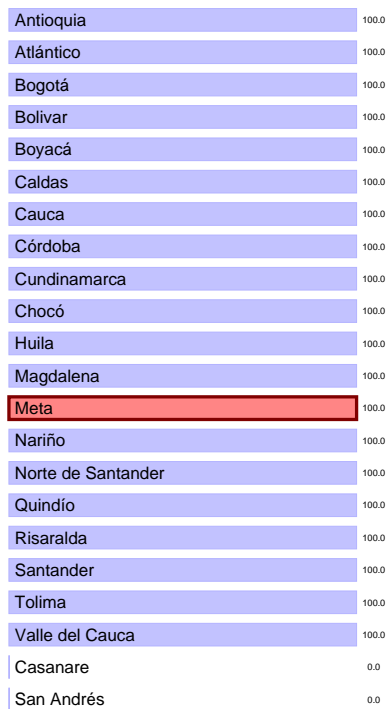 Antioquia 100.0
Atlántico 100.0
Bogotá 100.0
Bolivar 100.0
Boyacá 100.0
Caldas 100.0
Cauca 100.0
Córdoba 100.0
Cundinamarca 100.0
Chocó 100.0
Huila 100.0
Magdalena 100.0
Meta 100.0
Nariño 100.0
Norte de Santander 100.0
Quindío 100.0
Risaralda 100.0
Santander 100.0
Tolima 100.0
Valle del Cauca 100.0
Casanare 0.0
San Andrés 0.0